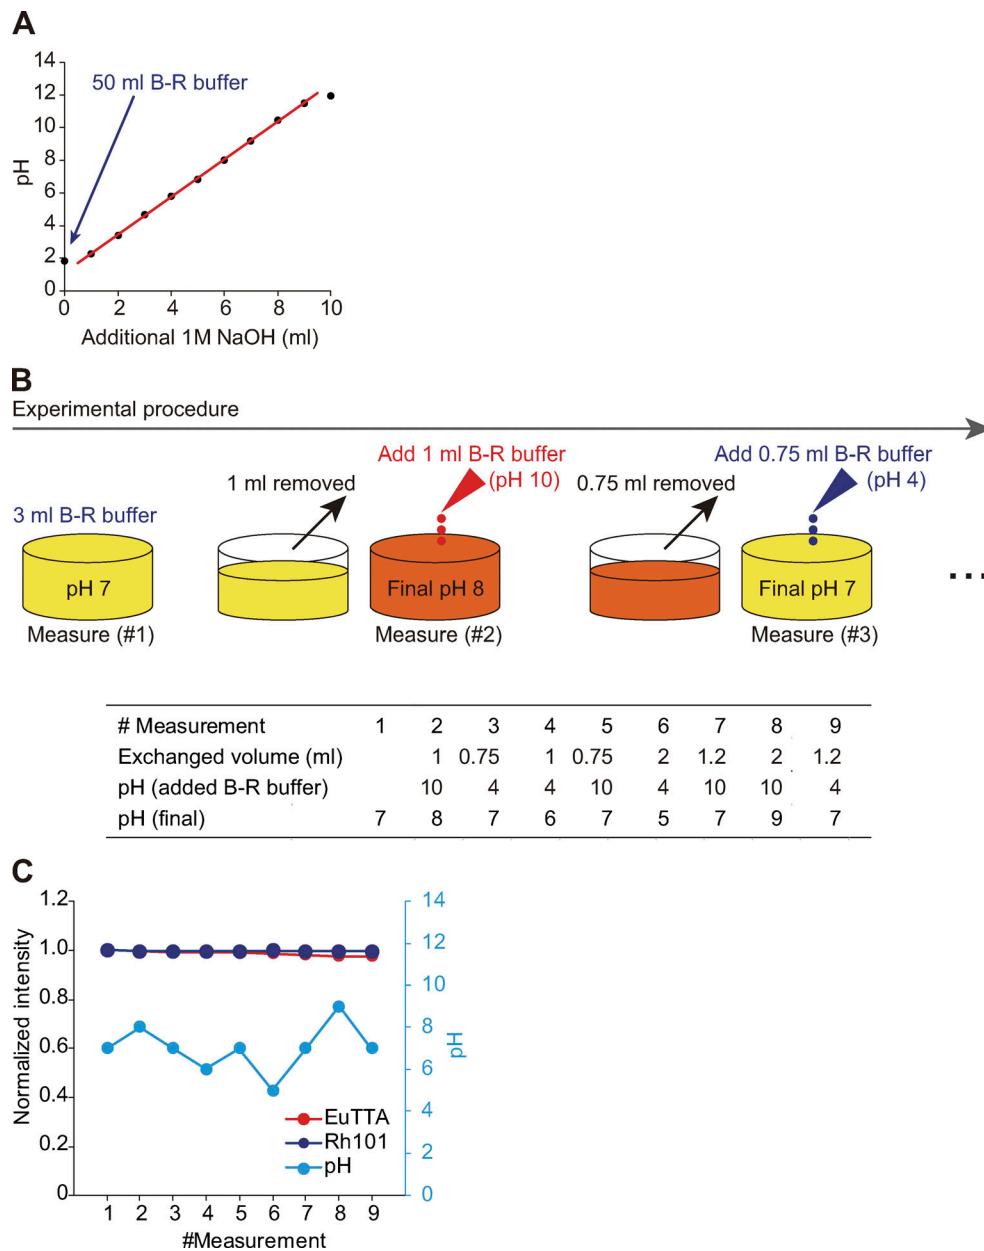 A
50 ml B-R buffer
14
12
10
8
6
4
2
0
pH
0 2 4 6 8 10
Additional 1M NaOH (ml)
B
Experimental procedure
3 ml B-R buffer
pH 7
Measure (#1)
1 ml removed
Add 1 ml B-R buffer
(pH 10)
Final pH 8
Measure (#2)
0.75 ml removed
Add 0.75 ml B-R buffer
(pH 4)
Final pH 7
Measure (#3)
...
# Measurement 1 2 3 4 5 6 7 8 9
Exchanged volume (ml) 1 0.75 1 0.75 2 1.2 2 1.2
pH (added B-R buffer) 10 4 4 10 4 10 10 4
pH (final) 7 8 7 6 7 5 7 9 7
C
1.2
1.0
0.8
0.6
0.4
0.2
0
Normalized intensity
14
12
10
8
6
4
2
0
pH
EuTTA
Rh101
pH
1 2 3 4 5 6 7 8 9
#Measurement